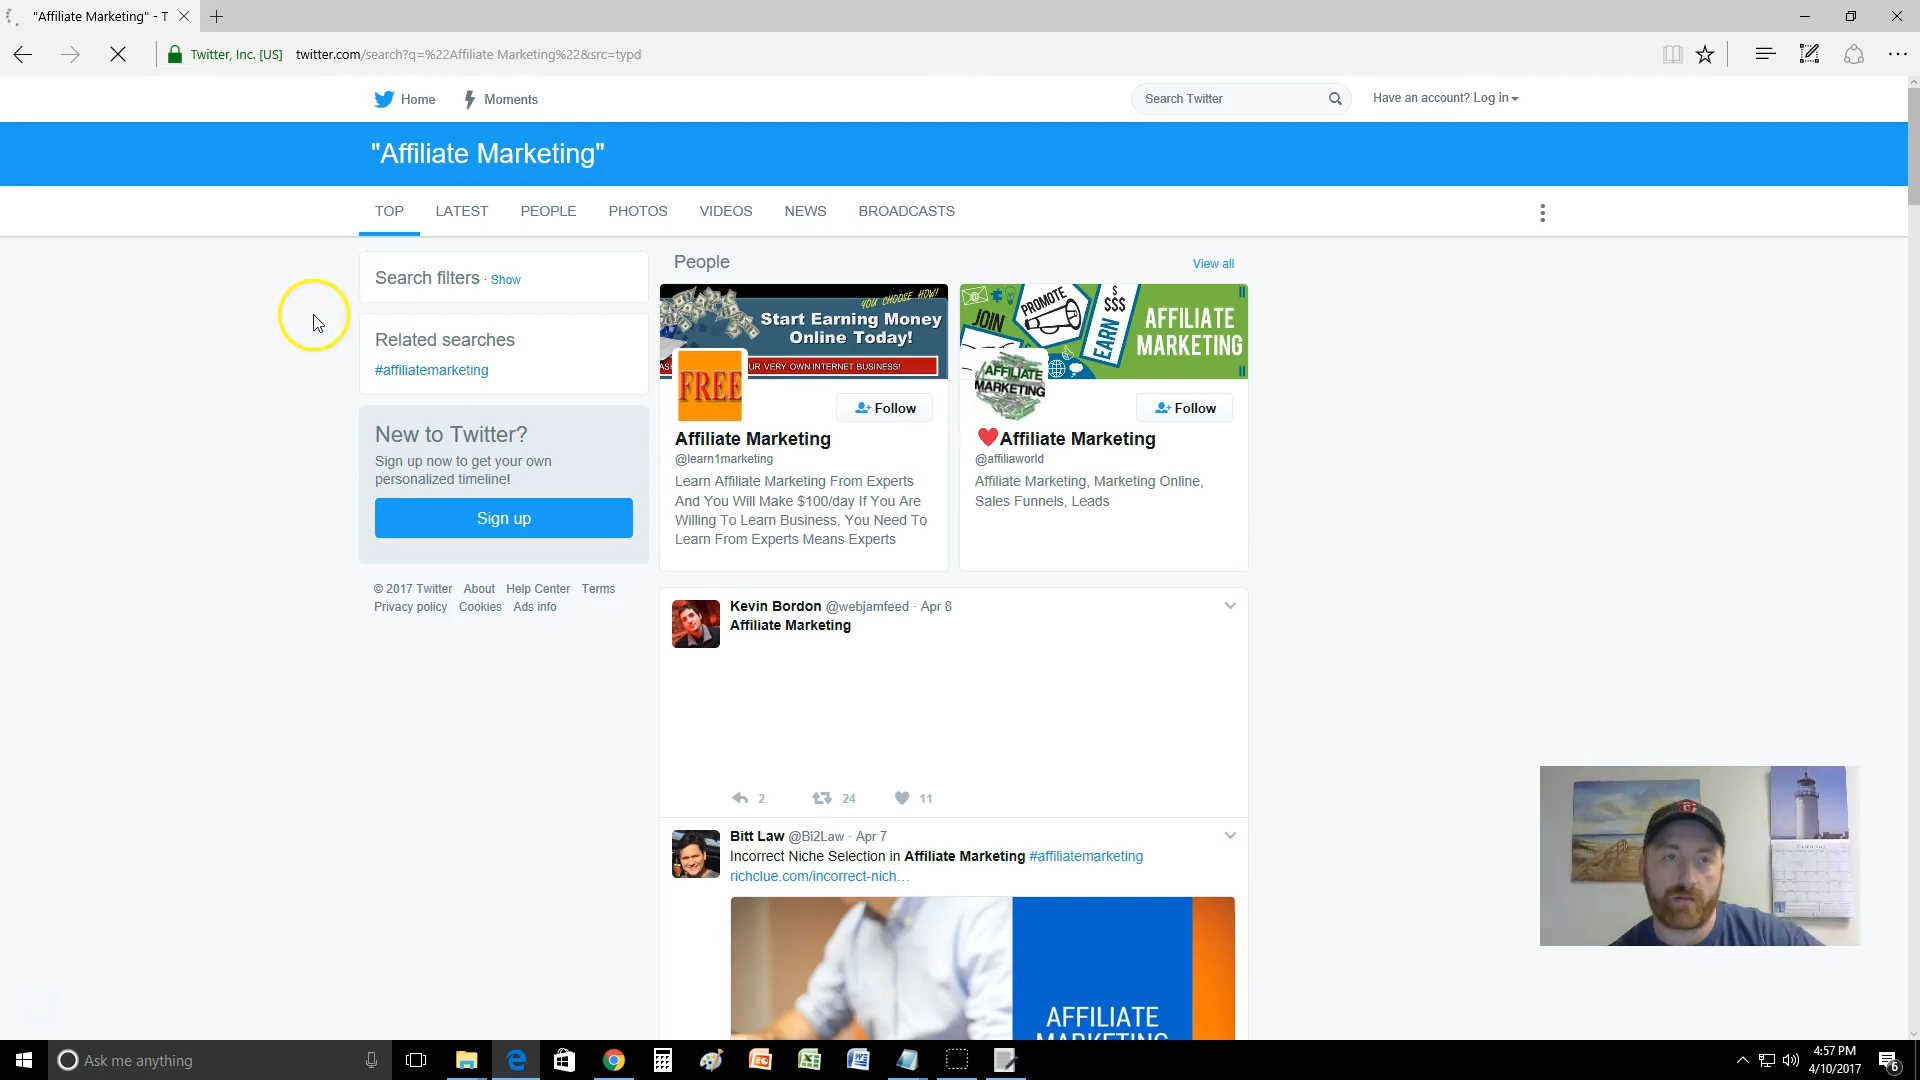 "Affiliate Marketing" - T
Twitter, Inc. [US] twitter.com/search?q=%22Affiliate Marketing%22&src=typd
Home Moments Search Twitter Have an account? Log in
"Affiliate Marketing"
TOP LATEST PEOPLE PHOTOS VIDEOS NEWS BROADCASTS
Search filters · Show
Related searches
#affiliatemarketing
New to Twitter?
Sign up now to get your own
personalized timeline!
Sign up
© 2017 Twitter About Help Center Terms
Privacy policy Cookies Ads info
People View all
YOU CHOOSE HOW!
Start Earning Money
Online Today!
UR VERY OWN INTERNET BUSINESS!
FREE
Follow
Affiliate Marketing
@learn1marketing
Learn Affiliate Marketing From Experts
And You Will Make $100/day If You Are
Willing To Learn Business. You Need To
Learn From Experts Means Experts
JOIN
PROMOTE
EARN
$$$
AFFILIATE
MARKETING
AFFILIATE
MARKETING
Follow
❤️Affiliate Marketing
@affiliaworld
Affiliate Marketing, Marketing Online,
Sales Funnels, Leads
Kevin Bordon @webjamfeed · Apr 8
Affiliate Marketing
2 24 11
Bitt Law @Bi2Law · Apr 7
Incorrect Niche Selection in Affiliate Marketing #affiliatemarketing
richclue.com/incorrect-nich…
AFFILIATE
MARKETING
Ask me anything
4:57 PM
4/10/2017
6